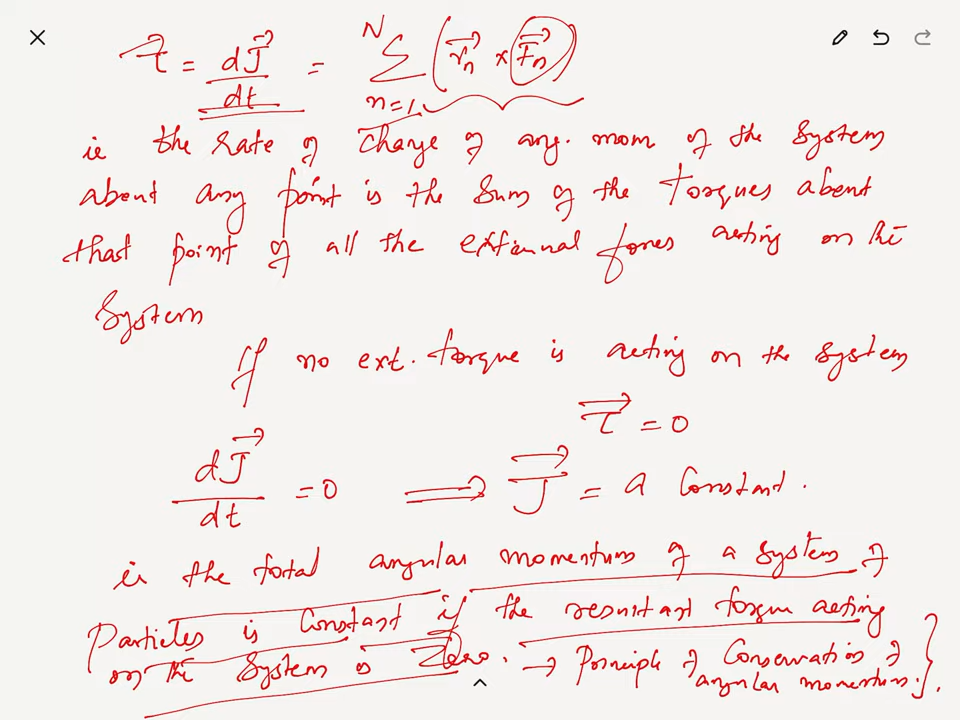 τ⃗ = dJ⃗/dt = Σ_{n=1}^{N} (r⃗_n × F⃗_n)
ie the rate of change of ang. mom of the system
about any point is the sum of the torques about
that point of all the external forces acting on the
system
If no ext. torque is acting on the system
τ⃗ = 0
dJ⃗/dt = 0 ⟹ J⃗ = a constant.
ie the total angular momentum of a system of
Particles is constant if the resultant torque acting
on the system is zero. → Principle of Conservation of
angular momentum.